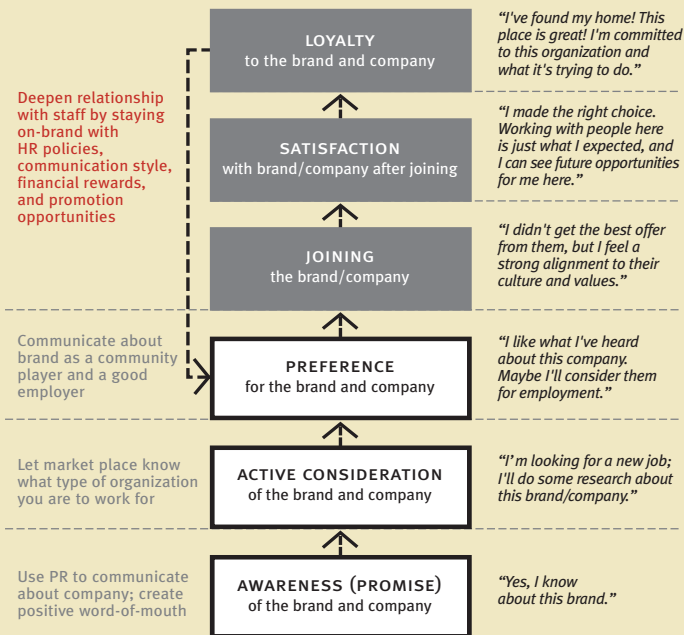 LOYALTY
to the brand and company
“I've found my home! This
place is great! I'm committed
to this organization and
what it's trying to do.”
Deepen relationship
with staff by staying
on-brand with
HR policies,
communication style,
financial rewards,
and promotion
opportunities
SATISFACTION
with brand/company after joining
“I made the right choice.
Working with people here
is just what I expected, and
I can see future opportunities
for me here.”
JOINING
the brand/company
“I didn't get the best offer
from them, but I feel a
strong alignment to their
culture and values.”
Communicate about
brand as a community
player and a good
employer
PREFERENCE
for the brand and company
“I like what I've heard
about this company.
Maybe I'll consider them
for employment.”
Let market place know
what type of organization
you are to work for
ACTIVE CONSIDERATION
of the brand and company
“I’m looking for a new job;
I'll do some research about
this brand/company.”
Use PR to communicate
about company; create
positive word-of-mouth
AWARENESS (PROMISE)
of the brand and company
“Yes, I know
about this brand.”